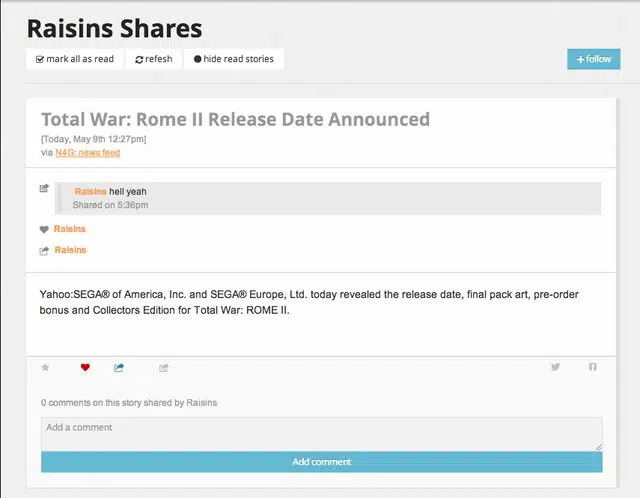 Raisins Shares
mark all as read
refesh
hide read stories
+ follow
Total War: Rome II Release Date Announced
[Today, May 9th 12:27pm]
via N4G: news feed
Raisins hell yeah
Shared on 5:36pm
Raisins
Raisins
Yahoo:SEGA® of America, Inc. and SEGA® Europe, Ltd. today revealed the release date, final pack art, pre-order
bonus and Collectors Edition for Total War: ROME II.
0 comments on this story shared by Raisins
Add a comment
Add comment